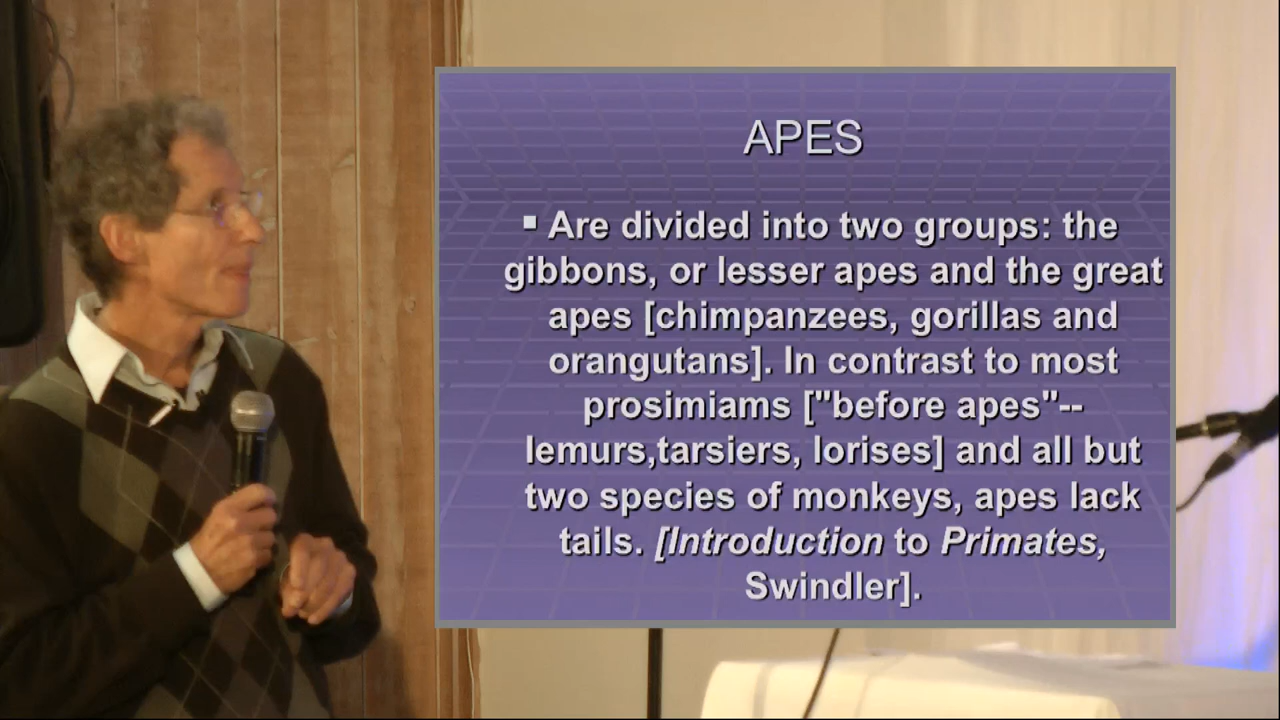 APES
▪ Are divided into two groups: the
gibbons, or lesser apes and the great
apes [chimpanzees, gorillas and
orangutans]. In contrast to most
prosimiams ["before apes"--
lemurs,tarsiers, lorises] and all but
two species of monkeys, apes lack
tails. [Introduction to Primates,
Swindler].